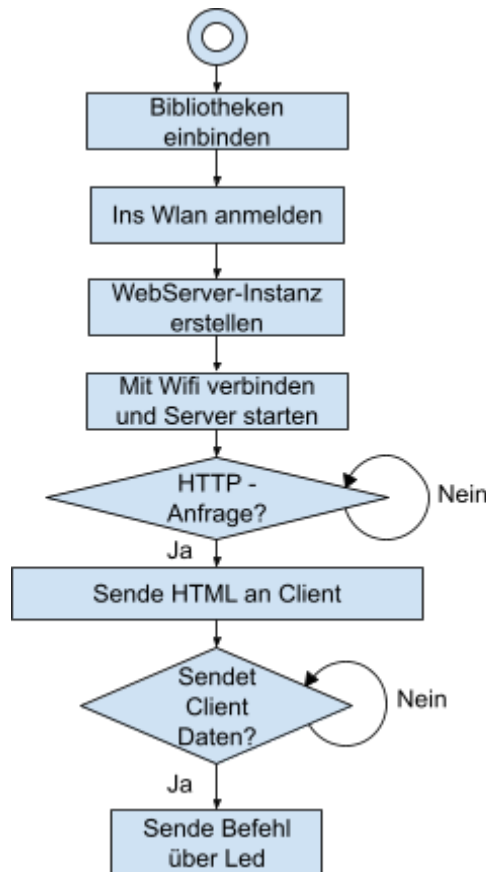 Bibliotheken
einbinden
Ins Wlan anmelden
WebServer-Instanz
erstellen
Mit Wifi verbinden
und Server starten
HTTP -
Anfrage?
Nein
Ja
Sende HTML an Client
Sendet
Client
Daten?
Nein
Ja
Sende Befehl
über Led